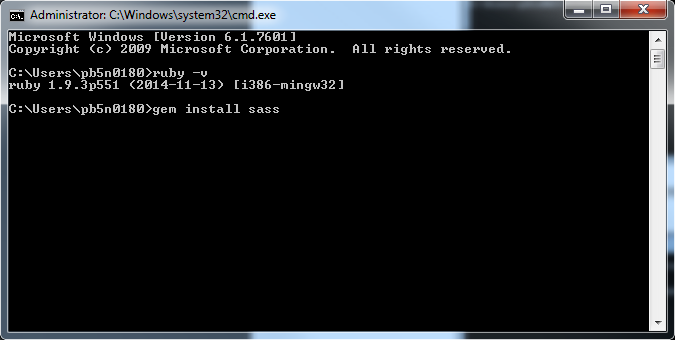 Administrator: C:\Windows\system32\cmd.exe
Microsoft Windows [Version 6.1.7601]
Copyright (c) 2009 Microsoft Corporation.  All rights reserved.
C:\Users\pb5n0180>ruby -v
ruby 1.9.3p551 (2014-11-13) [i386-mingw32]
C:\Users\pb5n0180>gem install sass